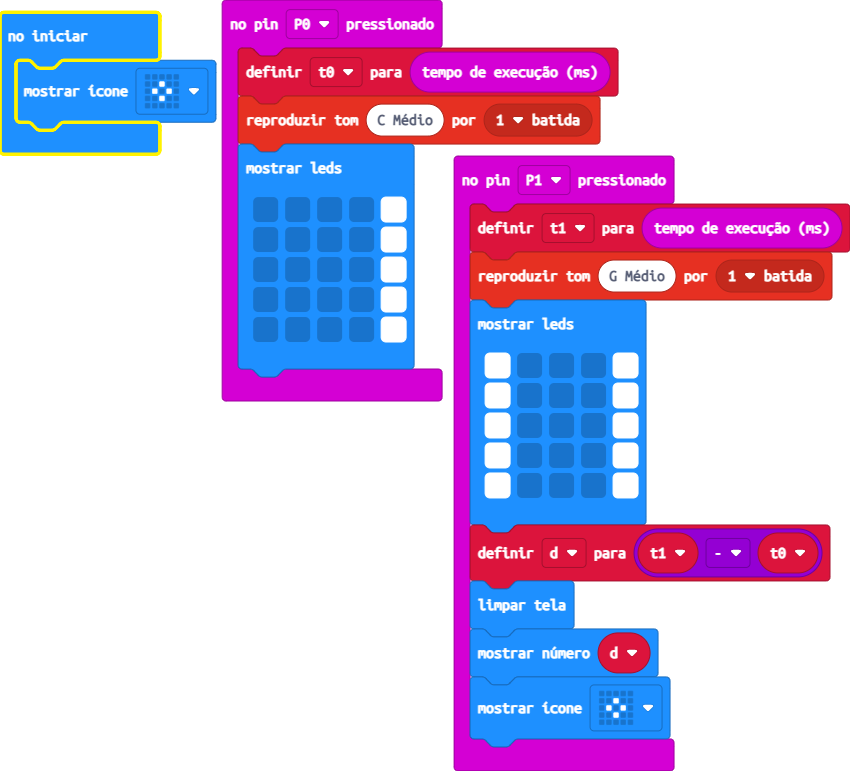 no iniciar
mostrar ícone
no pin P0 pressionado
definir t0 para tempo de execução (ms)
reproduzir tom C Médio por 1 batida
mostrar leds
no pin P1 pressionado
definir t1 para tempo de execução (ms)
reproduzir tom G Médio por 1 batida
mostrar leds
definir d para t1 - t0
limpar tela
mostrar número d
mostrar ícone